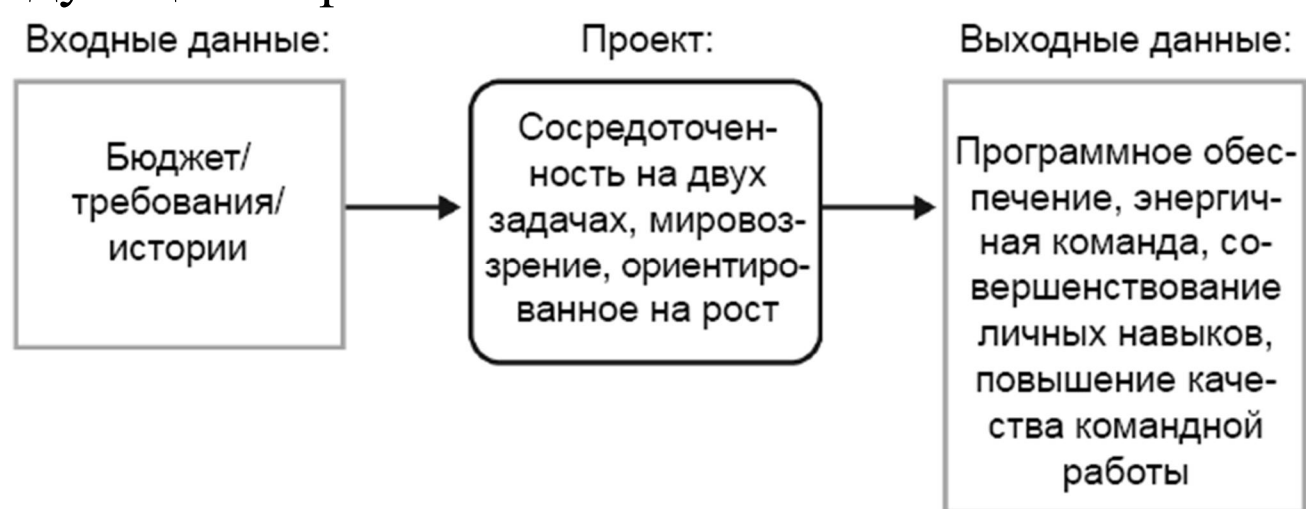 Входные данные:
Бюджет/
требования/
истории
Проект:
Сосредоточен-
ность на двух
задачах, мировоз-
зрение, ориентиро-
ванное на рост
Выходные данные:
Программное обес-
печение, энергич-
ная команда, со-
вершенствование
личных навыков,
повышение каче-
ства командной
работы